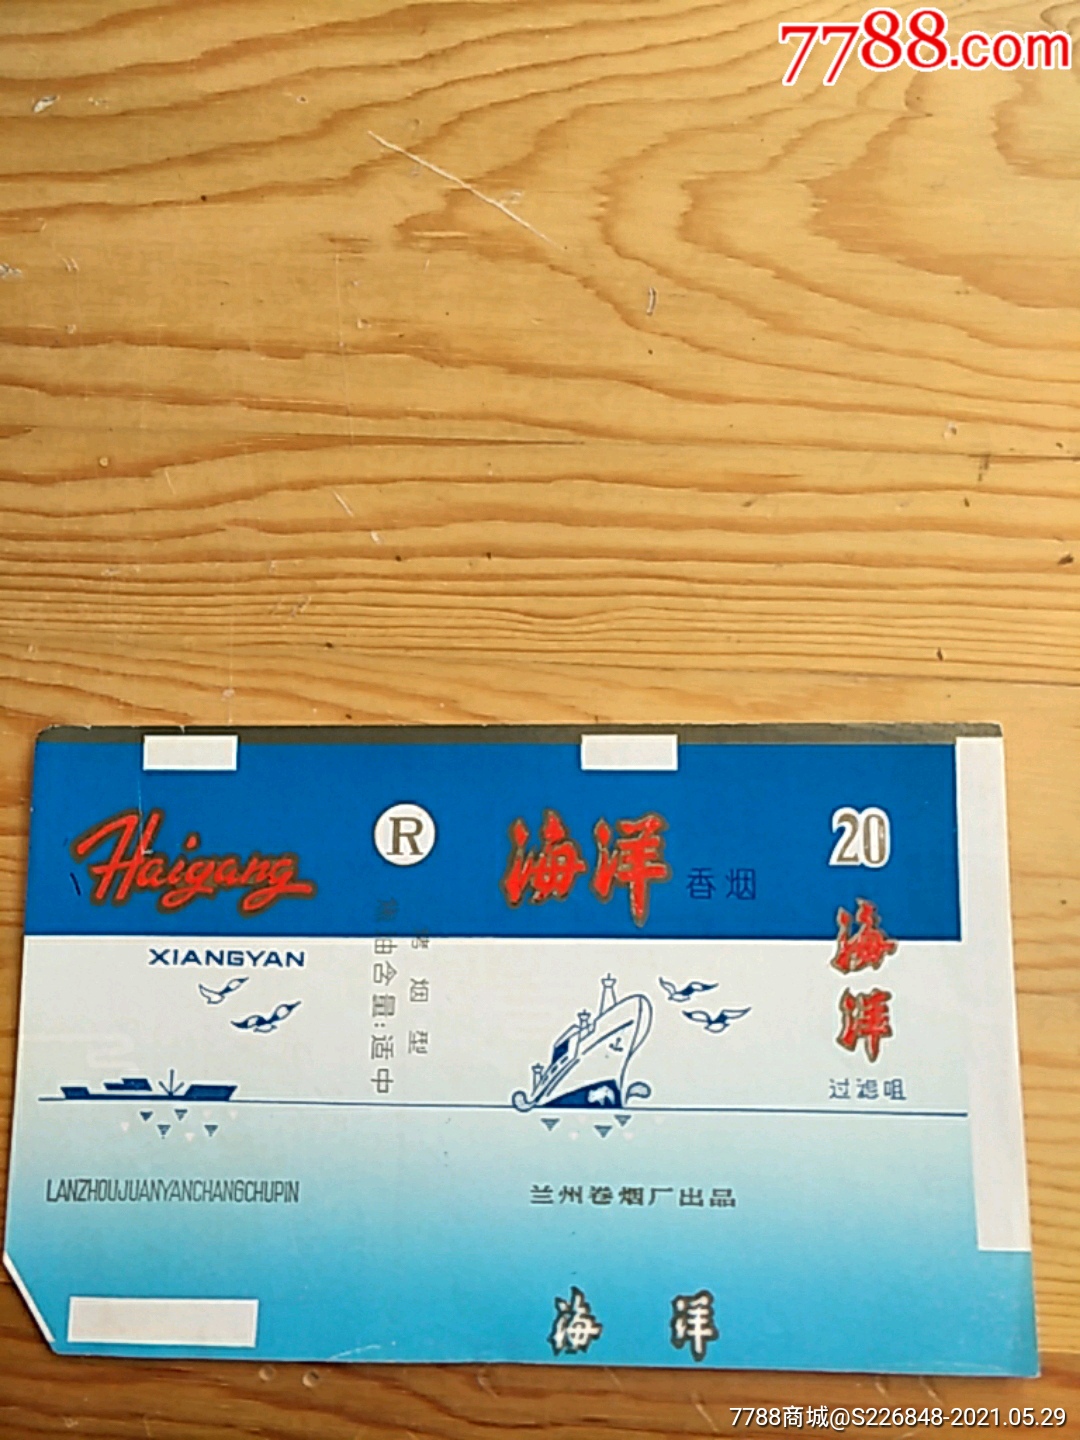 7788.com
Haigang
R
海洋 香烟
20
海洋
过滤咀
XIANGYAN
烤烟型
焦油含量:适中
LANZHOUJUANYANCHANGCHUPIN
兰州卷烟厂出品
海 洋
7788商城@S226848-2021.05.29